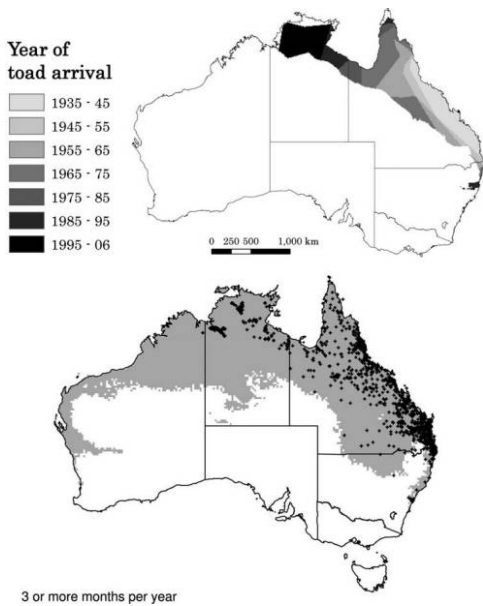 Year of
toad arrival
1935 - 45
1945 - 55
1955 - 65
1965 - 75
1975 - 85
1985 - 95
1995 - 06
0 250 500 1,000 km
3 or more months per year